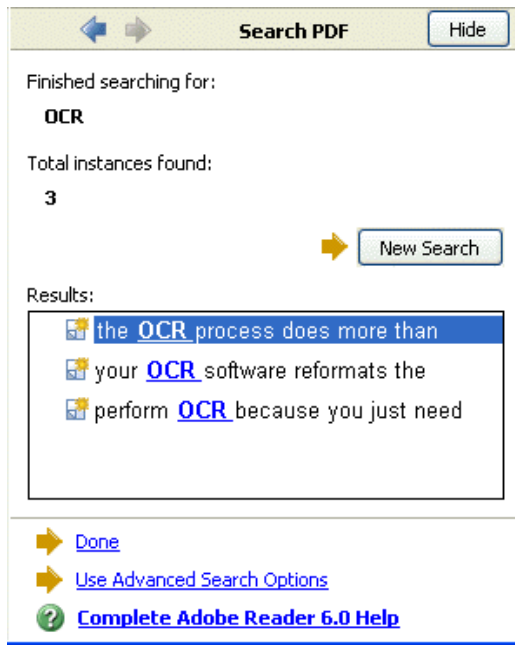 Search PDF
Hide
Finished searching for:
OCR
Total instances found:
3
New Search
Results:
the OCR process does more than
your OCR software reformats the
perform OCR because you just need
Done
Use Advanced Search Options
Complete Adobe Reader 6.0 Help